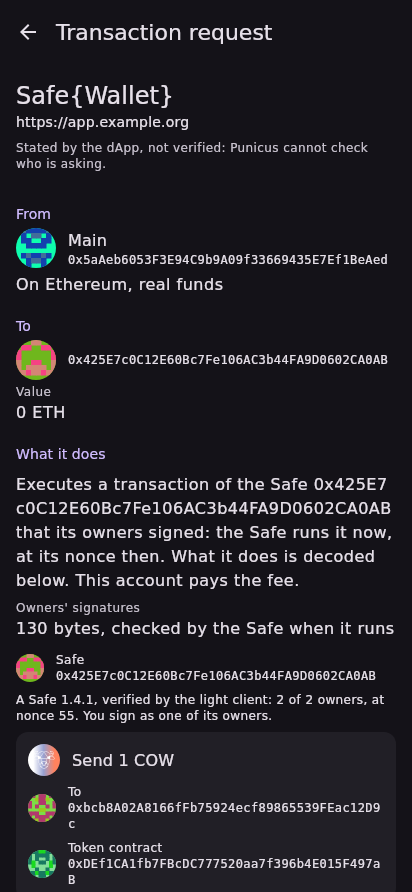 Transaction request
Safe{Wallet}
https://app.example.org
Stated by the dApp, not verified: Punicus cannot check
who is asking.
From
Main
0x5aAeb6053F3E94C9b9A09f33669435E7Ef1BeAed
On Ethereum, real funds
To
0x425E7c0C12E60Bc7Fe106AC3b44FA9D0602CA0AB
Value
0 ETH
What it does
Executes a transaction of the Safe 0x425E7
c0C12E60Bc7Fe106AC3b44FA9D0602CA0AB
that its owners signed: the Safe runs it now,
at its nonce then. What it does is decoded
below. This account pays the fee.
Owners' signatures
130 bytes, checked by the Safe when it runs
Safe
0x425E7c0C12E60Bc7Fe106AC3b44FA9D0602CA0AB
A Safe 1.4.1, verified by the light client: 2 of 2 owners, at
nonce 55. You sign as one of its owners.
Send 1 COW
To
0xbcb8A02A8166fFb75924ecf89865539FEac12D9
c
Token contract
0xDEf1CA1fb7FBcDC777520aa7f396b4E015F497a
B